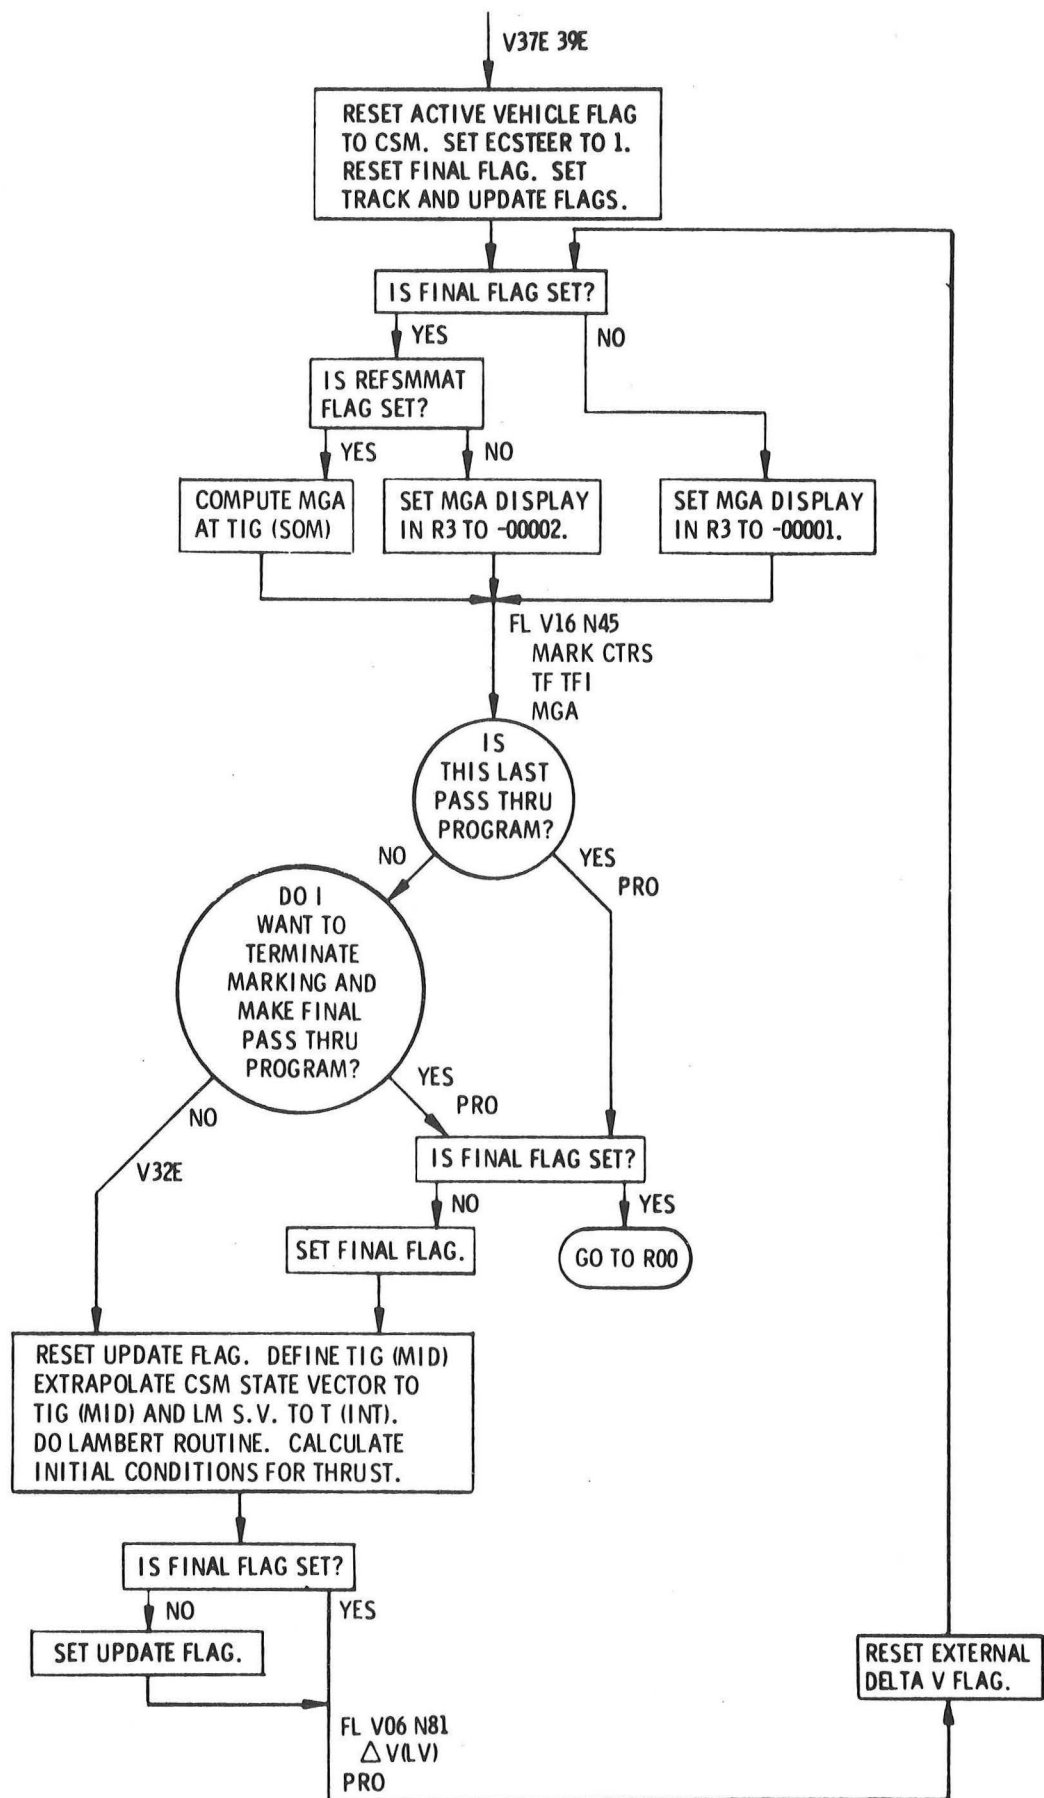 V37E 39E
RESET ACTIVE VEHICLE FLAG
TO CSM. SET ECSTEER TO 1.
RESET FINAL FLAG. SET
TRACK AND UPDATE FLAGS.
IS FINAL FLAG SET?
YES
NO
IS REFSMMAT
FLAG SET?
YES
NO
COMPUTE MGA
AT TIG (SOM)
SET MGA DISPLAY
IN R3 TO -00002.
SET MGA DISPLAY
IN R3 TO -00001.
FL V16 N45
MARK CTRS
TF TFI
MGA
IS
THIS LAST
PASS THRU
PROGRAM?
NO
YES
PRO
DO I
WANT TO
TERMINATE
MARKING AND
MAKE FINAL
PASS THRU
PROGRAM?
YES
PRO
NO
V32E
IS FINAL FLAG SET?
NO
YES
SET FINAL FLAG.
GO TO R00
RESET UPDATE FLAG. DEFINE TIG (MID)
EXTRAPOLATE CSM STATE VECTOR TO
TIG (MID) AND LM S.V. TO T (INT).
DO LAMBERT ROUTINE. CALCULATE
INITIAL CONDITIONS FOR THRUST.
IS FINAL FLAG SET?
NO
YES
SET UPDATE FLAG.
RESET EXTERNAL
DELTA V FLAG.
FL V06 N81
△ V(LV)
PRO